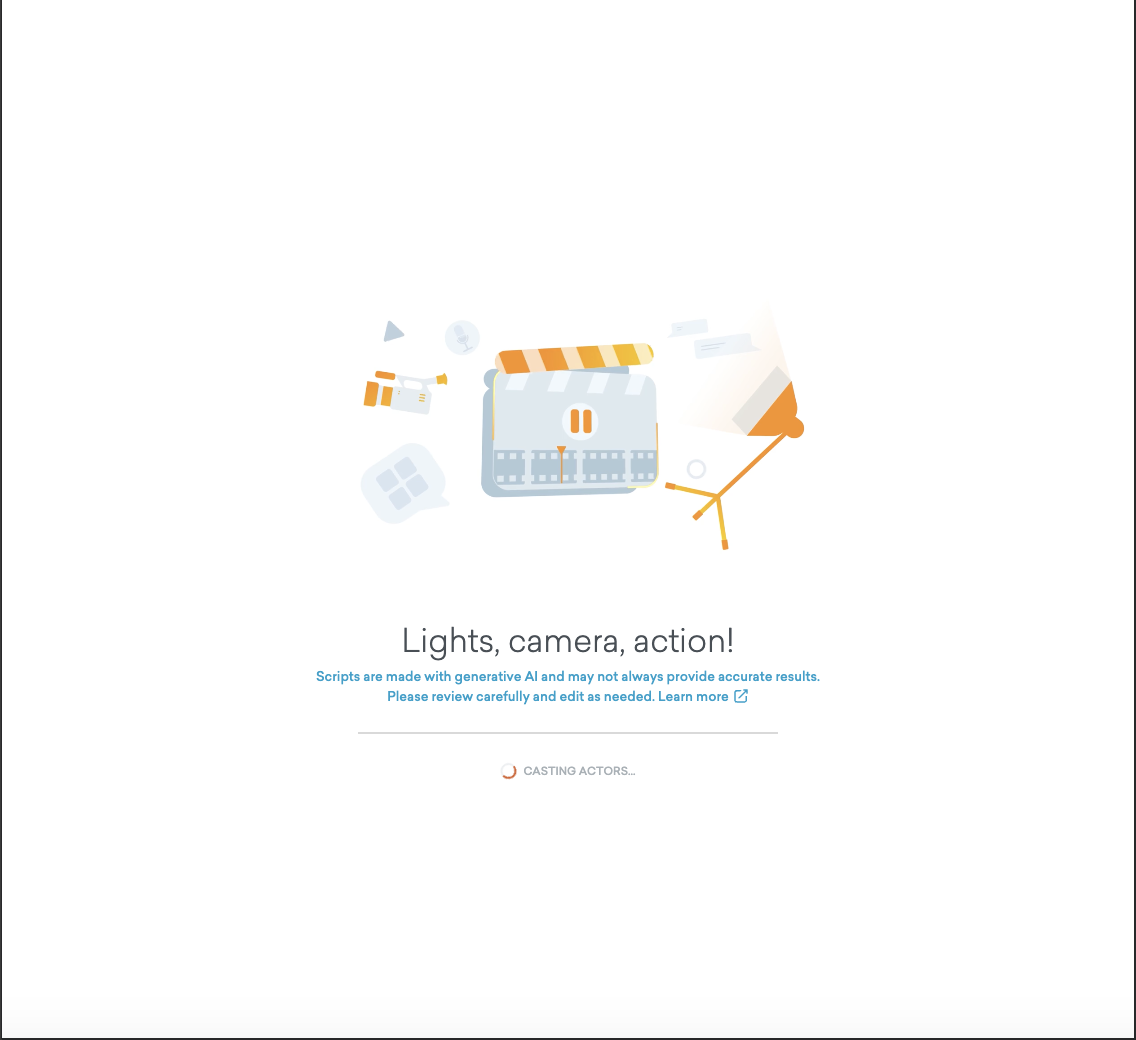 Lights, camera, action!
Scripts are made with generative AI and may not always provide accurate results.
Please review carefully and edit as needed. Learn more
CASTING ACTORS...